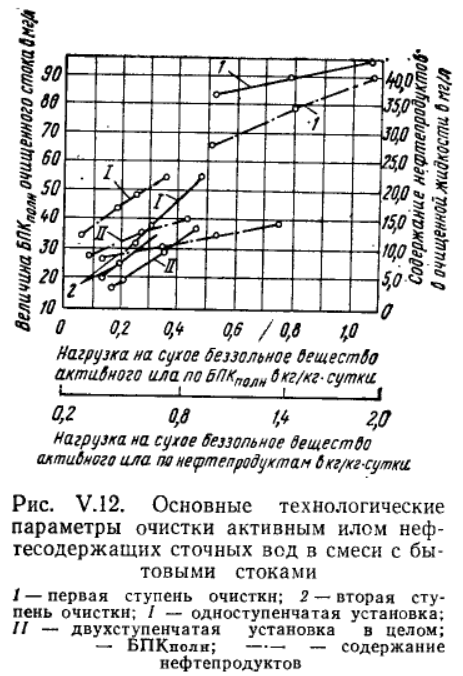 Величина БПКполн очищенного стока в мг/л
90
80
70
60
50
40
30
20
10
40,0
35,0
30,0
25,0
20,0
15,0
10,0
5,0
0
Содержание нефтепродуктов
в очищенной жидкости в мг/л
1
1
I
I
II
II
2
0 0,2 0,4 0,6 / 0,8 1,0
Нагрузка на сухое беззольное вещество
активного ила по БПКполн в кг/кг·сутки
0,2 0,8 1,4 2,0
Нагрузка на сухое беззольное вещество
активного ила по нефтепродуктам в кг/кг·сутки
Рис. V.12. Основные технологические
параметры очистки активным илом неф-
тесодержащих сточных вод в смеси с бы-
товыми стоками
1 — первая ступень очистки; 2 — вторая сту-
пень очистки; I — одноступенчатая установка;
II — двухступенчатая установка в целом;
— БПКполн; —·— — содержание
нефтепродуктов